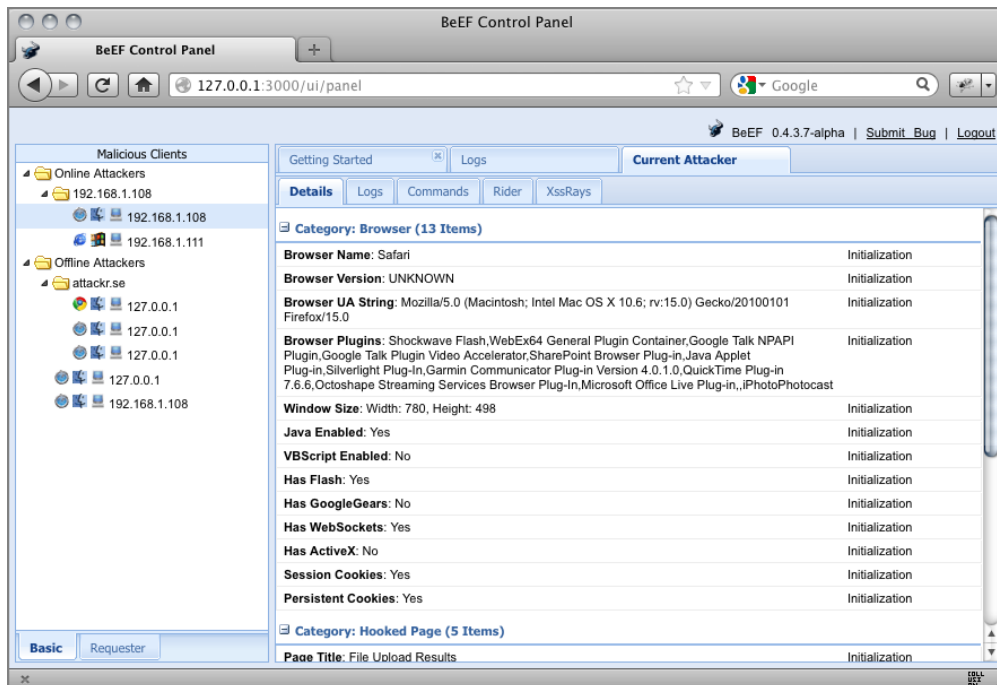 BeEF Control Panel
BeEF Control Panel
127.0.0.1:3000/ui/panel
Google
BeEF 0.4.3.7-alpha | Submit Bug | Logout
Malicious Clients
Online Attackers
192.168.1.108
192.168.1.108
192.168.1.111
Offline Attackers
attackr.se
127.0.0.1
127.0.0.1
127.0.0.1
127.0.0.1
192.168.1.108
Basic
Requester
Getting Started
Logs
Current Attacker
Details
Logs
Commands
Rider
XssRays
Category: Browser (13 Items)
Browser Name: Safari Initialization
Browser Version: UNKNOWN Initialization
Browser UA String: Mozilla/5.0 (Macintosh; Intel Mac OS X 10.6; rv:15.0) Gecko/20100101 Initialization
Firefox/15.0
Browser Plugins: Shockwave Flash,WebEx64 General Plugin Container,Google Talk NPAPI Initialization
Plugin,Google Talk Plugin Video Accelerator,SharePoint Browser Plug-in,Java Applet
Plug-in,Silverlight Plug-In,Garmin Communicator Plug-in Version 4.0.1.0,QuickTime Plug-in
7.6.6,Octoshape Streaming Services Browser Plug-In,Microsoft Office Live Plug-in,,iPhotoPhotocast
Window Size: Width: 780, Height: 498 Initialization
Java Enabled: Yes Initialization
VBScript Enabled: No Initialization
Has Flash: Yes Initialization
Has GoogleGears: No Initialization
Has WebSockets: Yes Initialization
Has ActiveX: No Initialization
Session Cookies: Yes Initialization
Persistent Cookies: Yes Initialization
Category: Hooked Page (5 Items)
Page Title: File Upload Results Initialization